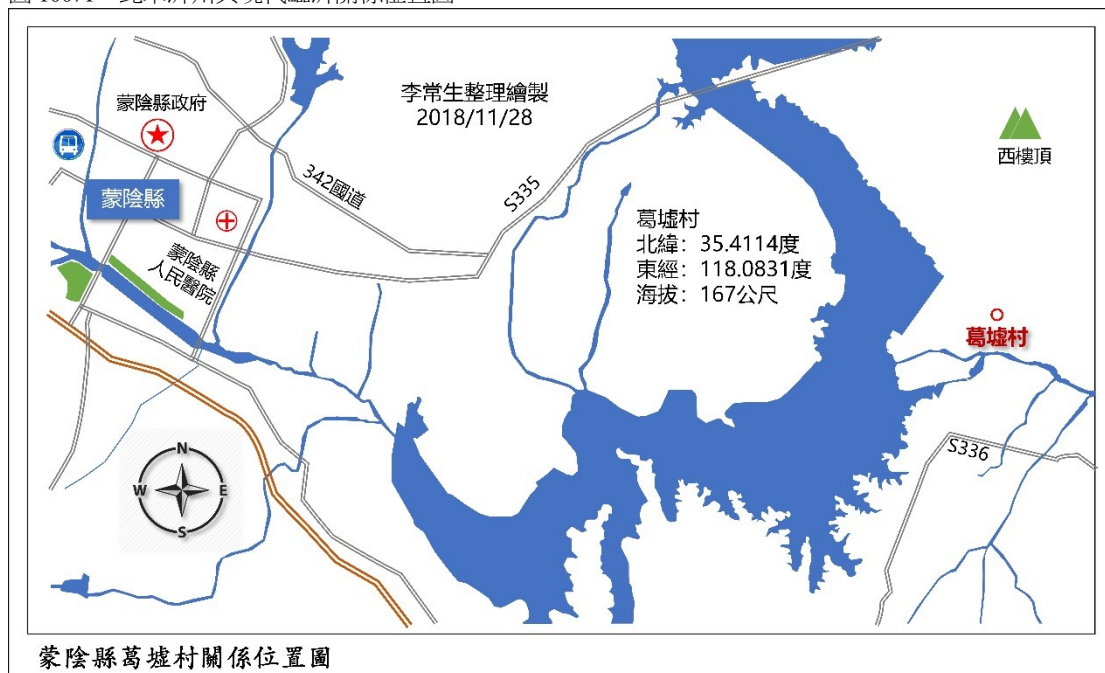 李常生整理繪製
2018/11/28
蒙陰縣政府
西樓頂
342國道
S335
蒙陰縣
葛墟村
北緯：35.4114度
東經：118.0831度
海拔：167公尺
蒙陰縣
人民醫院
葛墟村
S336
N
W
E
S
蒙陰縣葛墟村關係位置圖